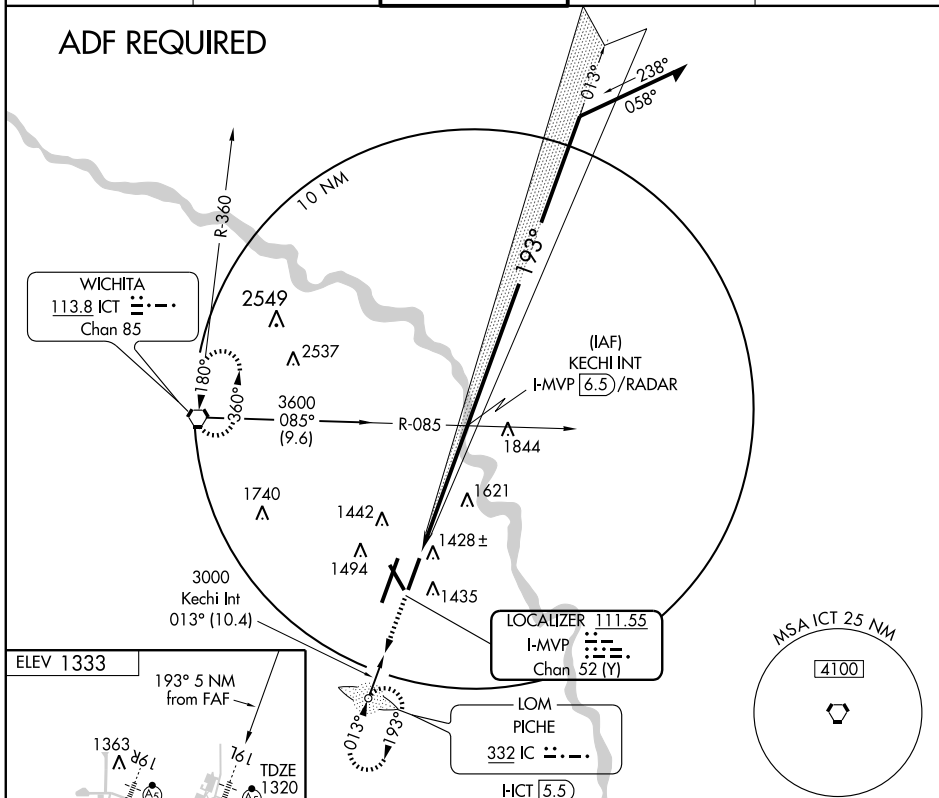 ADF REQUIRED
013°
238°
058°
10 NM
R-360
193°
WICHITA
113.8 ICT
Chan 85
2549
2537
(IAF)
KECHI INT
I-MVP 6.5 /RADAR
180°
360°
3600
085°
(9.6)
R-085
1844
1740
1442
1621
1494
1428 ±
1435
3000
Kechi Int
013° (10.4)
LOCALIZER 111.55
I-MVP
Chan 52 (Y)
MSA ICT 25 NM
4100
ELEV 1333
193° 5 NM
from FAF
LOM
PICHE
332 IC
I-ICT 5.5
013°
193°
1363
19R
19L
TDZE
1320
A5